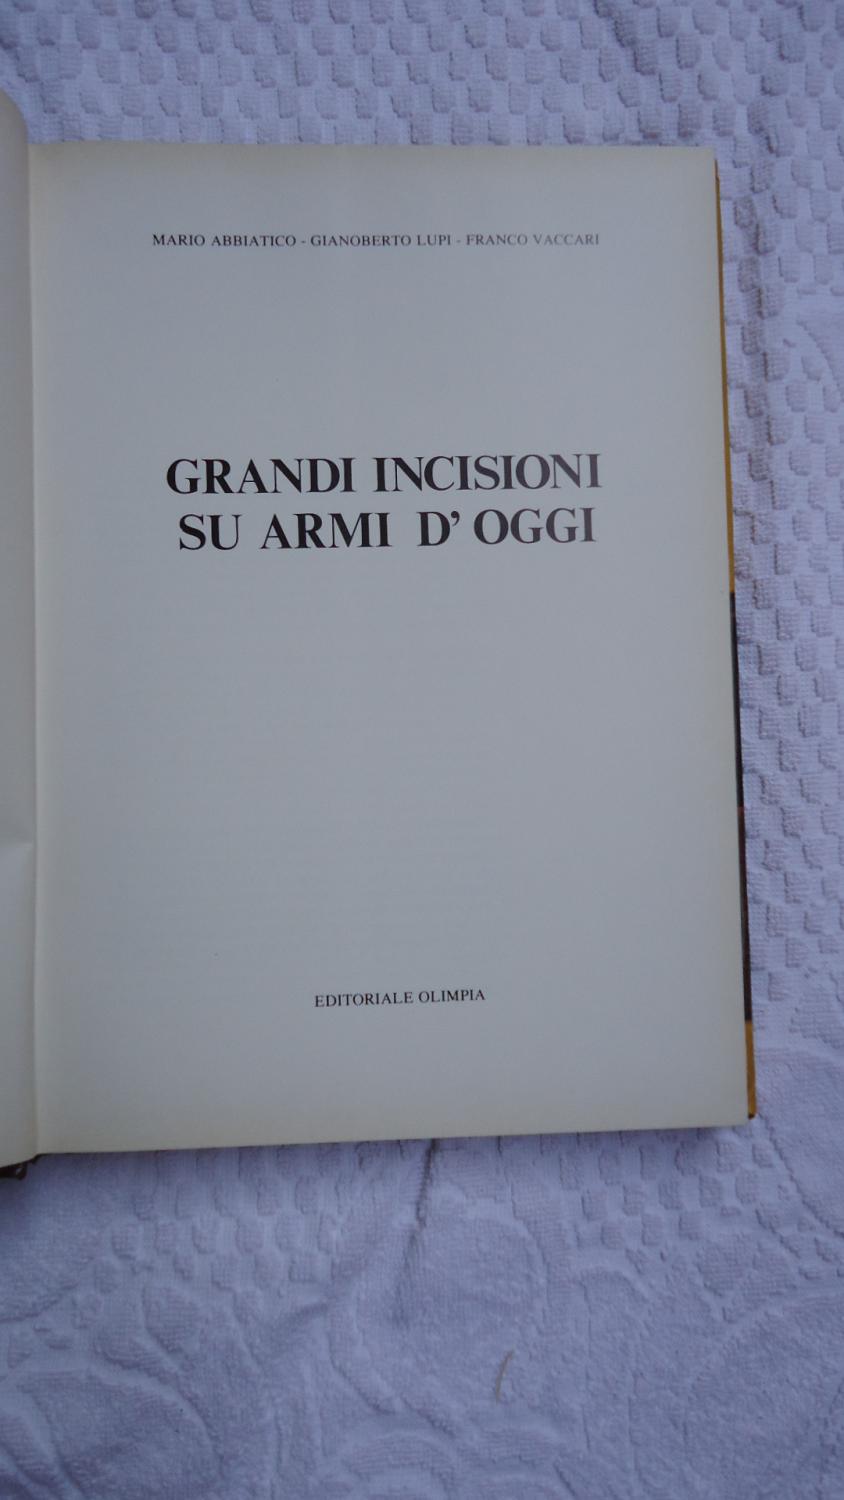 MARIO ABBIATICO - GIANOBERTO LUPI - FRANCO VACCARI
GRANDI INCISIONI
SU ARMI D' OGGI
EDITORIALE OLIMPIA